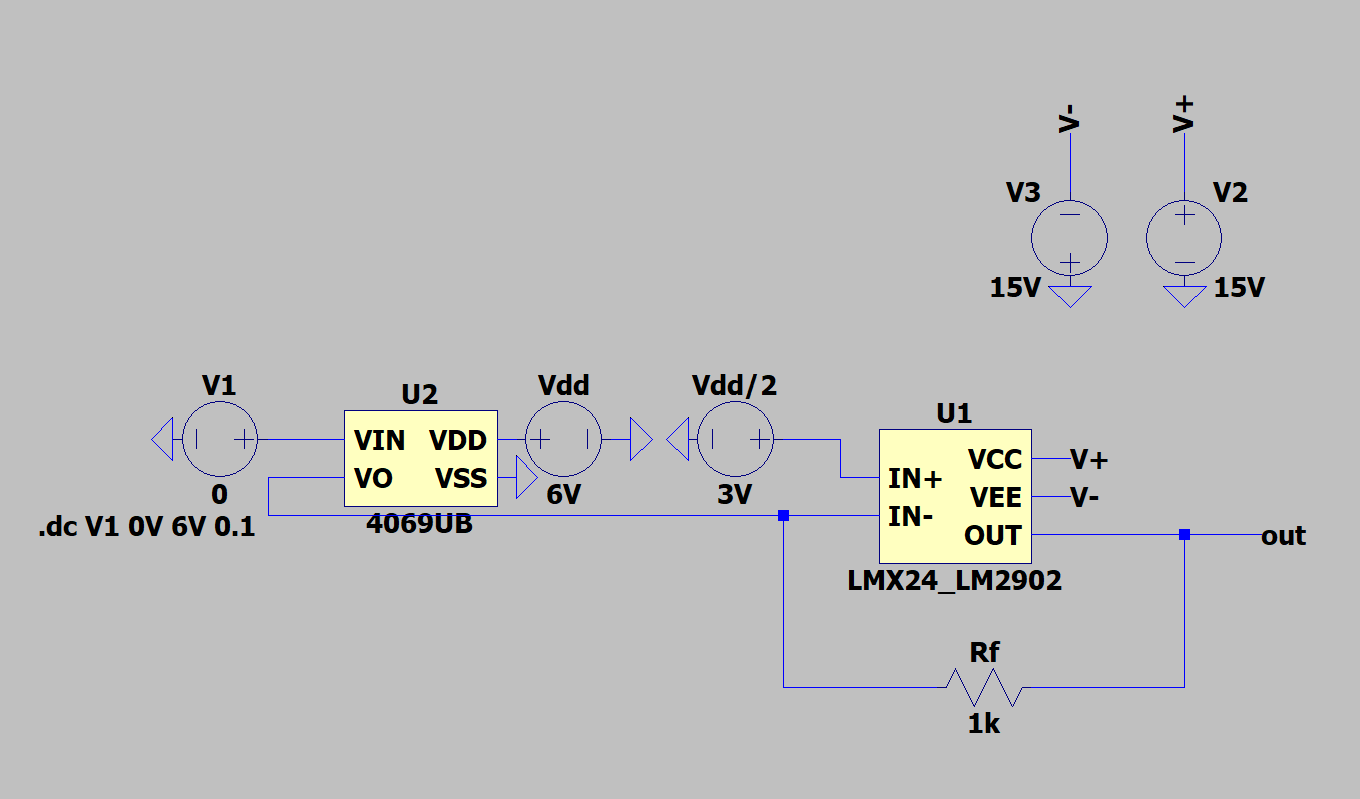 V-
V+
V3
V2
15V
15V
V1
U2
Vdd
Vdd/2
U1
VIN VDD
VO VSS
0
6V
3V
.dc V1 0V 6V 0.1
4069UB
VCC
V+
IN+
VEE
V-
IN-
OUT
out
LMX24_LM2902
Rf
1k